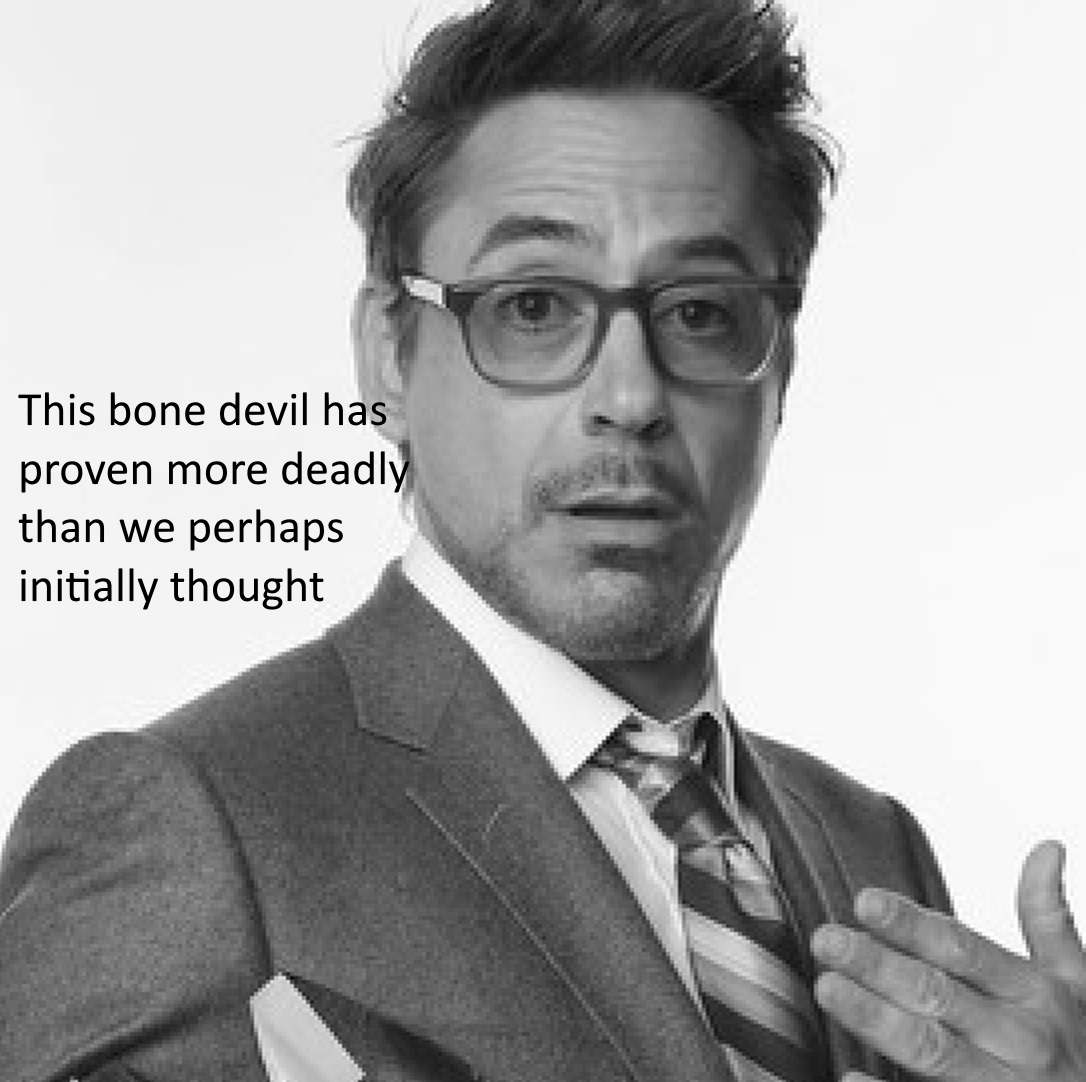 This bone devil has
proven more deadly
than we perhaps
initially thought